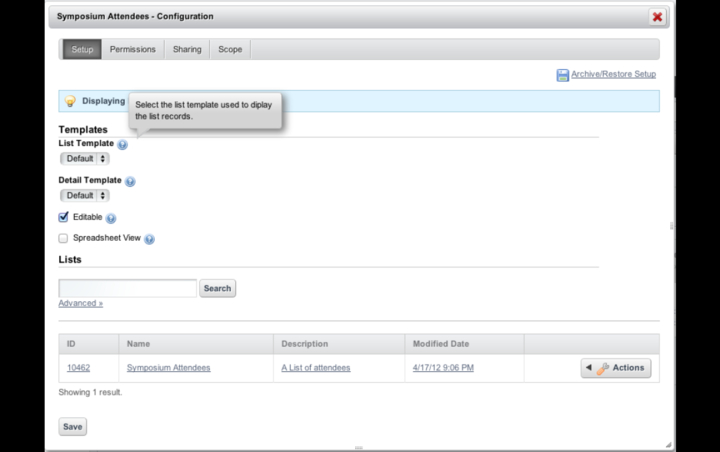 Symposium Attendees - Configuration
Setup Permissions Sharing Scope
Archive/Restore Setup
Displaying
Select the list template used to diplay
the list records.
Templates
List Template
Default
Detail Template
Default
Editable
Spreadsheet View
Lists
Search
Advanced »
ID Name Description Modified Date
10462 Symposium Attendees A List of attendees 4/17/12 9:06 PM Actions
Showing 1 result.
Save